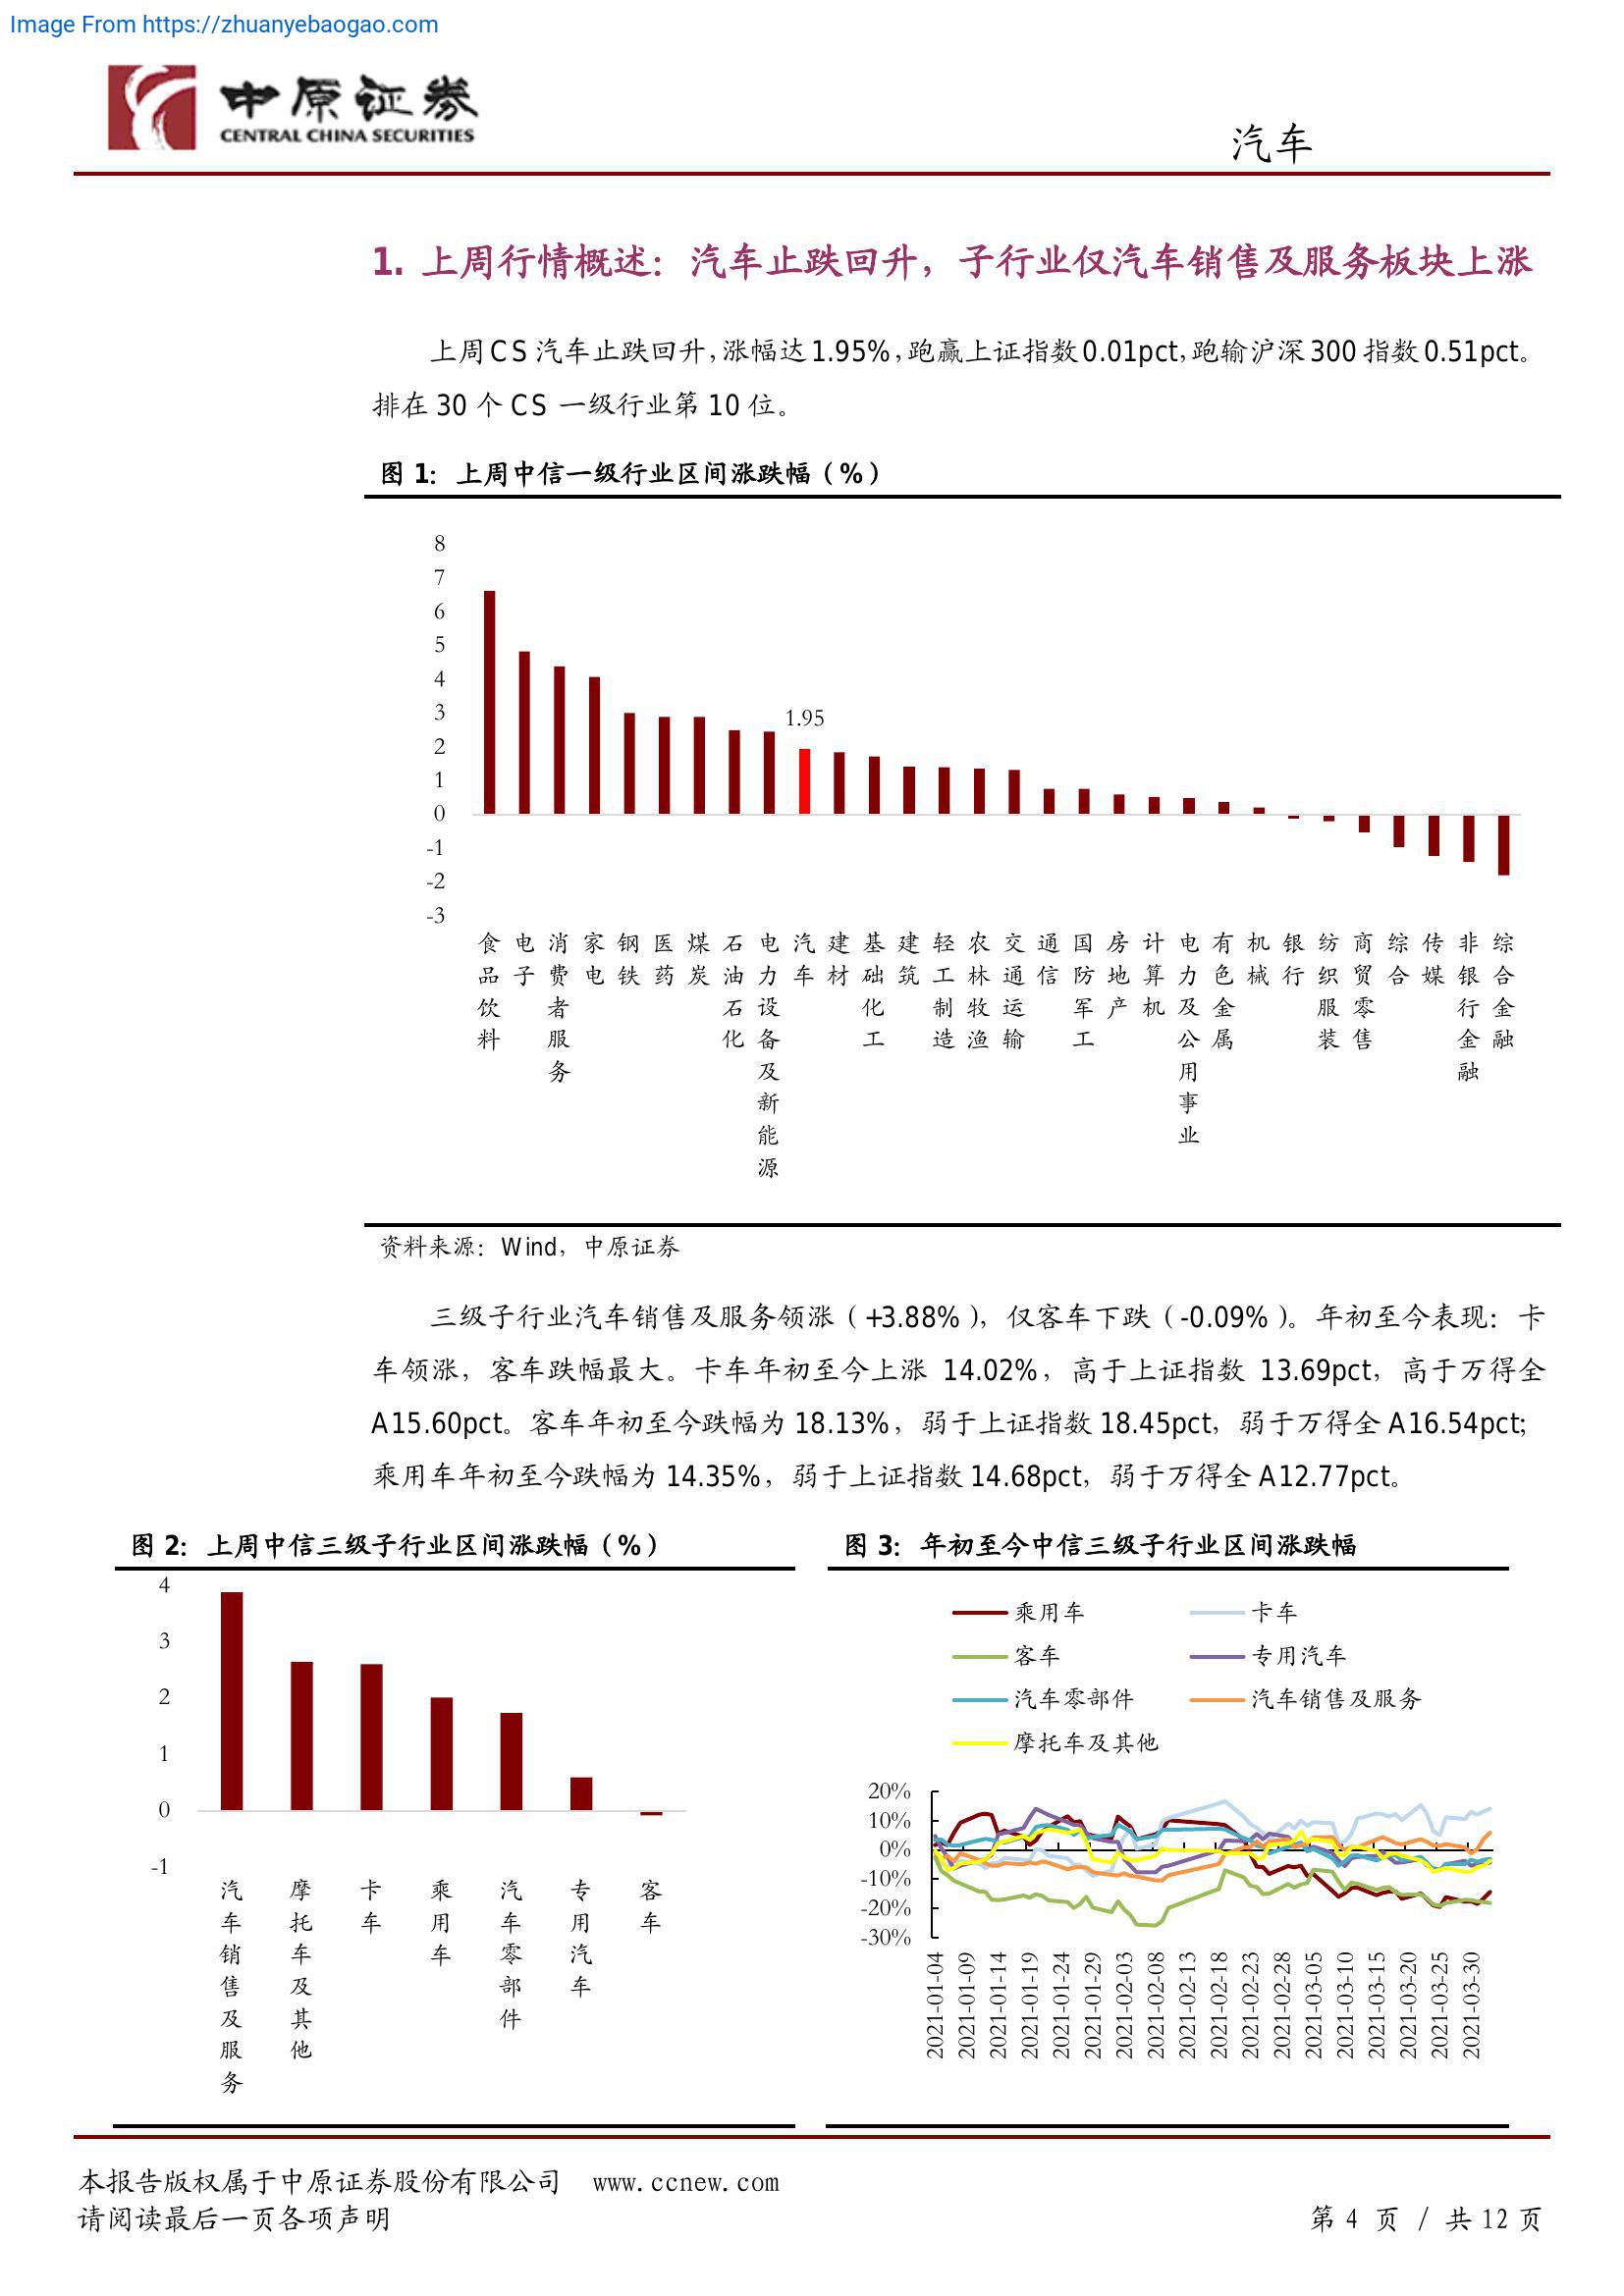 Image From https://zhuanyebaogao.com
中原证券
CENTRAL CHINA SECURITIES
汽车
1. 上周行情概述：汽车止跌回升，子行业仅汽车销售及服务板块上涨
上周CS 汽车止跌回升，涨幅达1.95%，跑赢上证指数0.01pct，跑输沪深300 指数0.51pct。
排在 30 个 CS 一级行业第 10 位。
图 1：上周中信一级行业区间涨跌幅（%）
8
7
6
5
4
3
2
1
0
-1
-2
-3
1.95
食品饮料
电子
消费者服务
家电
钢铁
医药
煤炭
石油石化
电力设备及新能源
汽车
建材
基础化工
建筑
轻工制造
农林牧渔
交通运输
通信
国防军工
房地产
计算机
电力及公用事业
有色金属
机械
银行
纺织服装
商贸零售
综合
传媒
非银行金融
综合金融
资料来源：Wind，中原证券
三级子行业汽车销售及服务领涨（+3.88%），仅客车下跌（-0.09%）。年初至今表现：卡
车领涨，客车跌幅最大。卡车年初至今上涨 14.02%，高于上证指数 13.69pct，高于万得全
A15.60pct。客车年初至今跌幅为 18.13%，弱于上证指数 18.45pct，弱于万得全 A16.54pct；
乘用车年初至今跌幅为 14.35%，弱于上证指数 14.68pct，弱于万得全 A12.77pct。
图 2：上周中信三级子行业区间涨跌幅（%）
4
3
2
1
0
-1
汽车销售及服务
摩托车及其他
卡车
乘用车
汽车零部件
专用汽车
客车
图 3：年初至今中信三级子行业区间涨跌幅
乘用车
卡车
客车
专用汽车
汽车零部件
汽车销售及服务
摩托车及其他
20%
10%
0%
-10%
-20%
-30%
2021-01-04
2021-01-09
2021-01-14
2021-01-19
2021-01-24
2021-01-29
2021-02-03
2021-02-08
2021-02-13
2021-02-18
2021-02-23
2021-02-28
2021-03-05
2021-03-10
2021-03-15
2021-03-20
2021-03-25
2021-03-30
本报告版权属于中原证券股份有限公司 www.ccnew.com
请阅读最后一页各项声明
第 4 页 / 共 12 页